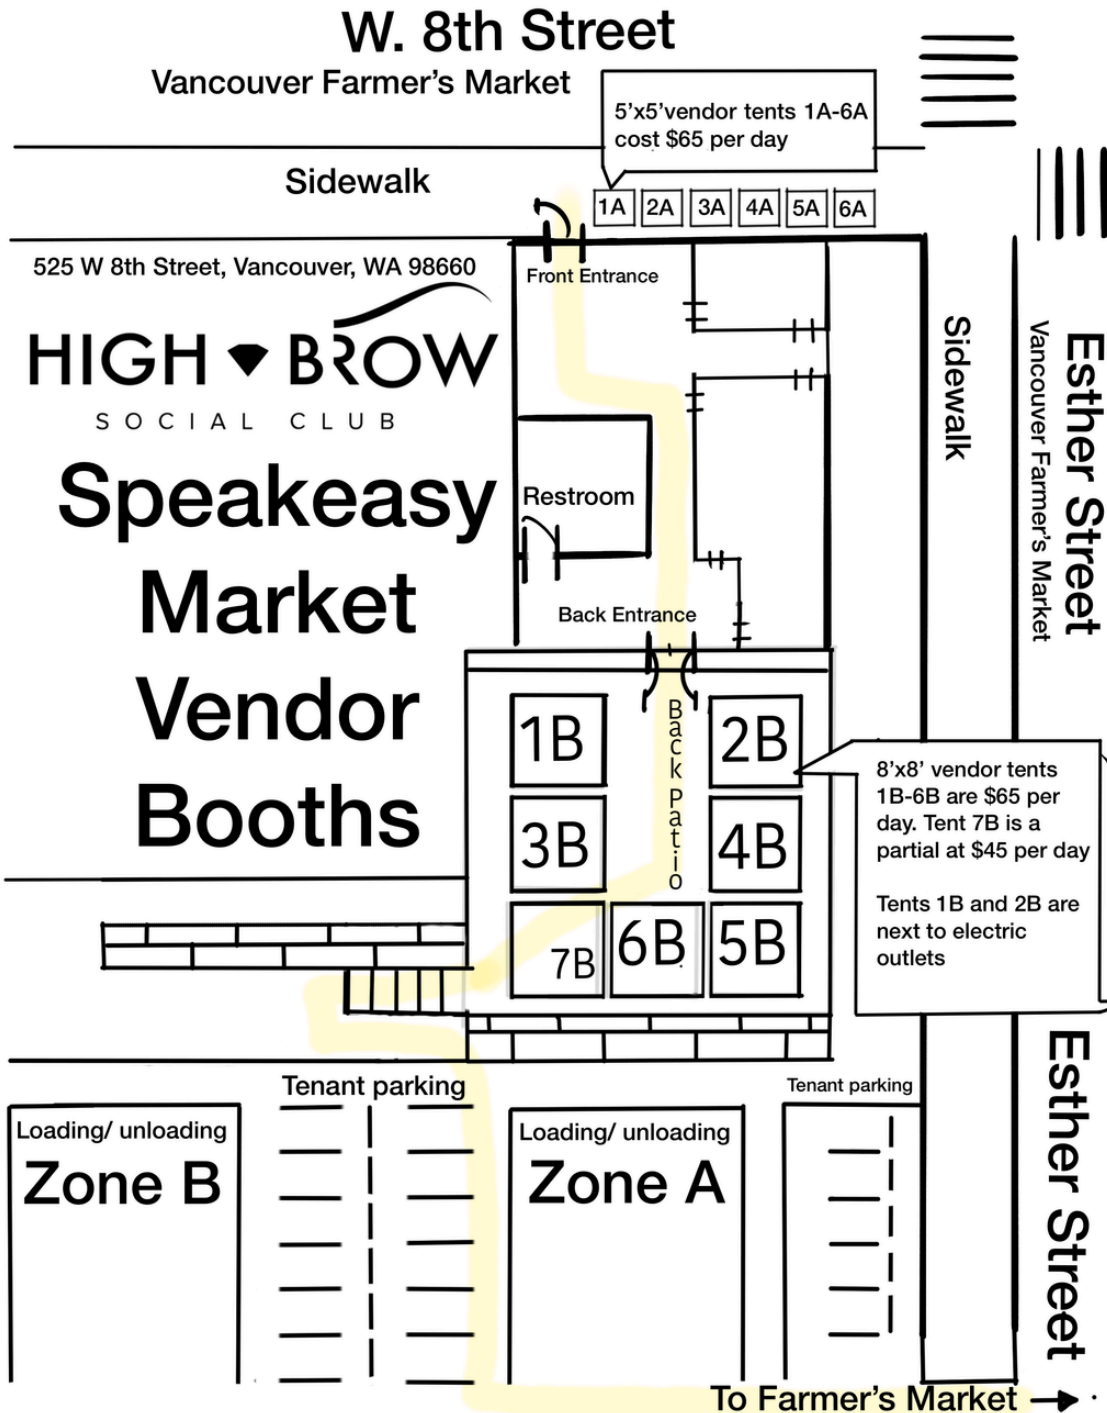 W. 8th Street
Vancouver Farmer's Market
5'x5'vendor tents 1A-6A
cost $65 per day
Sidewalk
1A 2A 3A 4A 5A 6A
525 W 8th Street, Vancouver, WA 98660
Front Entrance
HIGH BROW
SOCIAL CLUB
Speakeasy
Market
Vendor
Booths
Restroom
Back Entrance
Sidewalk
Esther Street
Vancouver Farmer's Market
1B
2B
Back Patio
3B
4B
7B
6B
5B
8'x8' vendor tents
1B-6B are $65 per
day. Tent 7B is a
partial at $45 per day
Tents 1B and 2B are
next to electric
outlets
Tenant parking
Tenant parking
Loading/ unloading
Zone B
Loading/ unloading
Zone A
Esther Street
To Farmer's Market